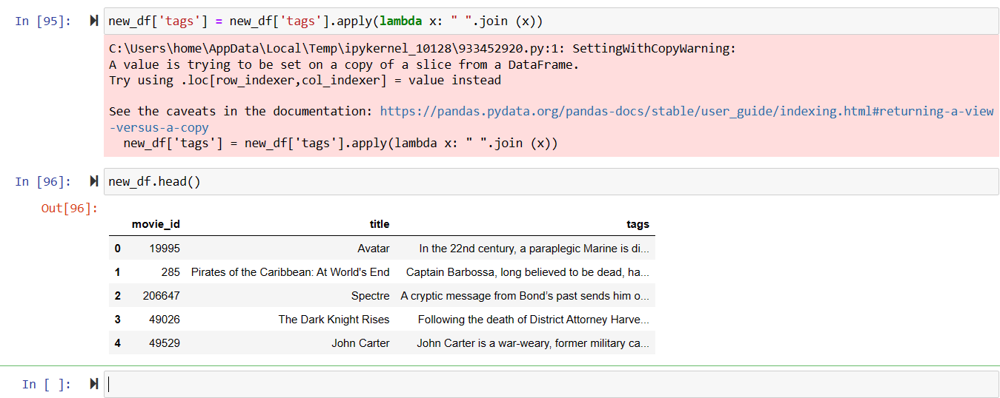 In [95]: new_df['tags'] = new_df['tags'].apply(lambda x: " ".join (x))
C:\Users\home\AppData\Local\Temp\ipykernel_10128\933452920.py:1: SettingWithCopyWarning:
A value is trying to be set on a copy of a slice from a DataFrame.
Try using .loc[row_indexer,col_indexer] = value instead
See the caveats in the documentation: https://pandas.pydata.org/pandas-docs/stable/user_guide/indexing.html#returning-a-view
-versus-a-copy
new_df['tags'] = new_df['tags'].apply(lambda x: " ".join (x))
In [96]: new_df.head()
Out[96]:
movie_id title tags
0 19995 Avatar In the 22nd century, a paraplegic Marine is di...
1 285 Pirates of the Caribbean: At World's End Captain Barbossa, long believed to be dead, ha...
2 206647 Spectre A cryptic message from Bond’s past sends him o...
3 49026 The Dark Knight Rises Following the death of District Attorney Harve...
4 49529 John Carter John Carter is a war-weary, former military ca...
In [ ]: